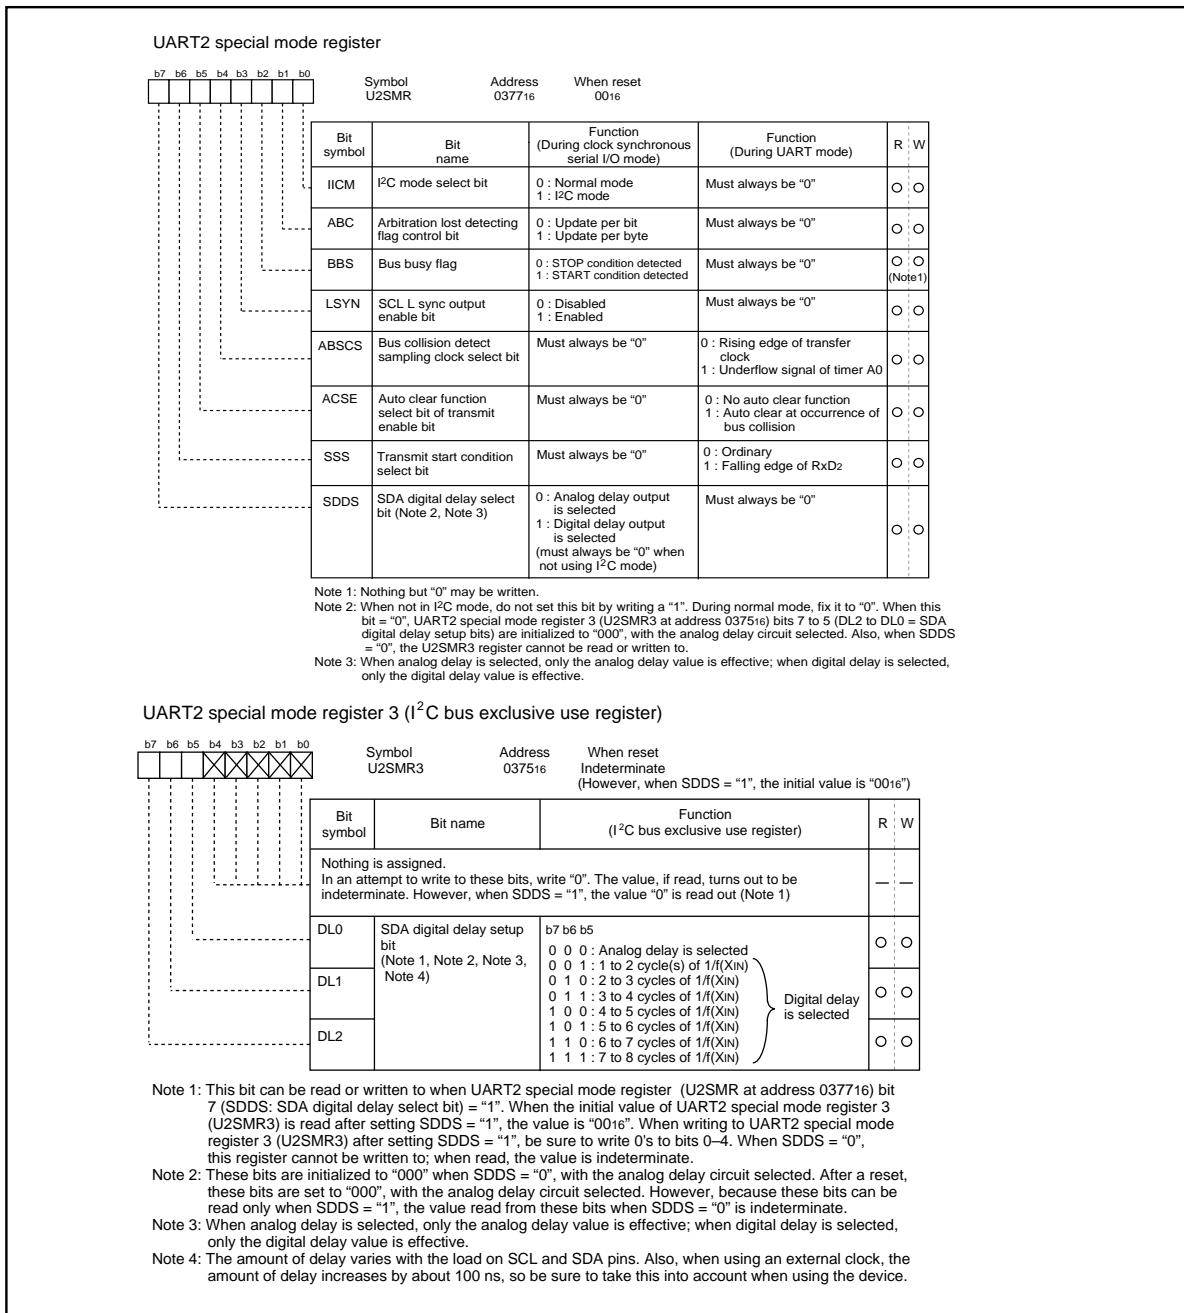 UART2 special mode register
b7 b6 b5 b4 b3 b2 b1 b0
Symbol Address When reset
U2SMR 0377₁₆ 00₁₆
Bit symbol Bit name Function (During clock synchronous serial I/O mode) Function (During UART mode) R W
IICM I²C mode select bit 0 : Normal mode 1 : I²C mode Must always be “0”
ABC Arbitration lost detecting flag control bit 0 : Update per bit 1 : Update per byte Must always be “0”
BBS Bus busy flag 0 : STOP condition detected 1 : START condition detected Must always be “0” (Note1)
LSYN SCL L sync output enable bit 0 : Disabled 1 : Enabled Must always be “0”
ABSCS Bus collision detect sampling clock select bit Must always be “0” 0 : Rising edge of transfer clock 1 : Underflow signal of timer A0
ACSE Auto clear function select bit of transmit enable bit Must always be “0” 0 : No auto clear function 1 : Auto clear at occurrence of bus collision
SSS Transmit start condition select bit Must always be “0” 0 : Ordinary 1 : Falling edge of RxD₂
SDDS SDA digital delay select bit (Note 2, Note 3) 0 : Analog delay output is selected 1 : Digital delay output is selected (must always be “0” when not using I²C mode) Must always be “0”
Note 1: Nothing but “0” may be written.
Note 2: When not in I²C mode, do not set this bit by writing a “1”. During normal mode, fix it to “0”. When this
bit = “0”, UART2 special mode register 3 (U2SMR3 at address 0375₁₆) bits 7 to 5 (DL2 to DL0 = SDA
digital delay setup bits) are initialized to “000”, with the analog delay circuit selected. Also, when SDDS
= “0”, the U2SMR3 register cannot be read or written to.
Note 3: When analog delay is selected, only the analog delay value is effective; when digital delay is selected,
only the digital delay value is effective.
UART2 special mode register 3 (I²C bus exclusive use register)
b7 b6 b5 b4 b3 b2 b1 b0
Symbol Address When reset
U2SMR3 0375₁₆ Indeterminate
(However, when SDDS = “1”, the initial value is “00₁₆”)
Bit symbol Bit name Function (I²C bus exclusive use register) R W
Nothing is assigned.
In an attempt to write to these bits, write “0”. The value, if read, turns out to be
indeterminate. However, when SDDS = “1”, the value “0” is read out (Note 1) — —
DL0 SDA digital delay setup bit (Note 1, Note 2, Note 3, Note 4) b7 b6 b5
0 0 0 : Analog delay is selected
0 0 1 : 1 to 2 cycle(s) of 1/f(XIN)
DL1 0 1 0 : 2 to 3 cycles of 1/f(XIN)
0 1 1 : 3 to 4 cycles of 1/f(XIN) Digital delay is selected
1 0 0 : 4 to 5 cycles of 1/f(XIN)
1 0 1 : 5 to 6 cycles of 1/f(XIN)
DL2 1 1 0 : 6 to 7 cycles of 1/f(XIN)
1 1 1 : 7 to 8 cycles of 1/f(XIN)
Note 1: This bit can be read or written to when UART2 special mode register (U2SMR at address 0377₁₆) bit
7 (SDDS: SDA digital delay select bit) = “1”. When the initial value of UART2 special mode register 3
(U2SMR3) is read after setting SDDS = “1”, the value is “00₁₆”. When writing to UART2 special mode
register 3 (U2SMR3) after setting SDDS = “1”, be sure to write 0's to bits 0–4. When SDDS = “0”,
this register cannot be written to; when read, the value is indeterminate.
Note 2: These bits are initialized to “000” when SDDS = “0”, with the analog delay circuit selected. After a reset,
these bits are set to “000”, with the analog delay circuit selected. However, because these bits can be
read only when SDDS = “1”, the value read from these bits when SDDS = “0” is indeterminate.
Note 3: When analog delay is selected, only the analog delay value is effective; when digital delay is selected,
only the digital delay value is effective.
Note 4: The amount of delay varies with the load on SCL and SDA pins. Also, when using an external clock, the
amount of delay increases by about 100 ns, so be sure to take this into account when using the device.